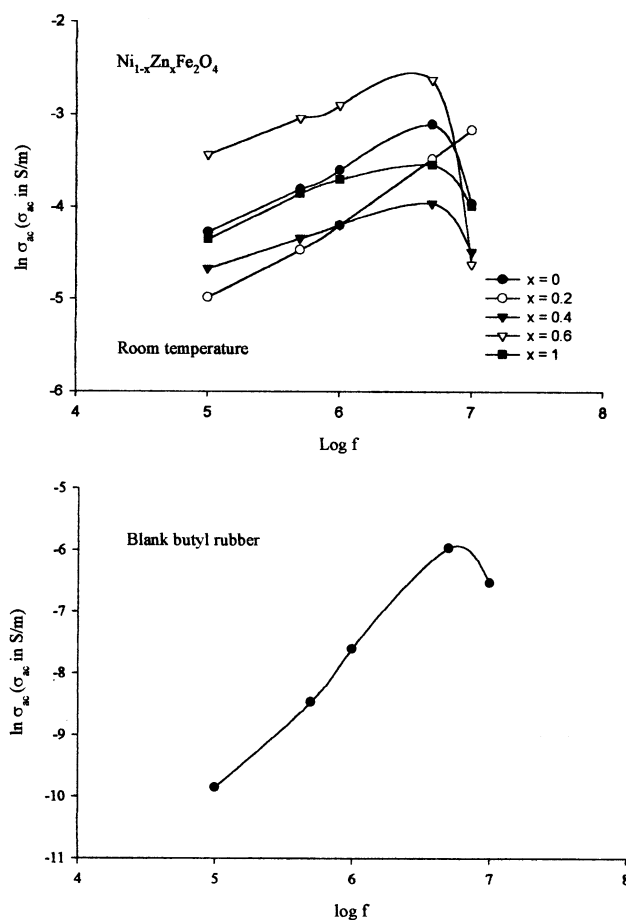 -2
Ni1-xZnxFe2O4
-3
-4
-5
-6
ln σac (σac in S/m)
x = 0
x = 0.2
x = 0.4
x = 0.6
x = 1
Room temperature
4 5 6 7 8
Log f
-5
Blank butyl rubber
-6
-7
-8
-9
-10
-11
ln σac (σac in S/m)
4 5 6 7 8
log f